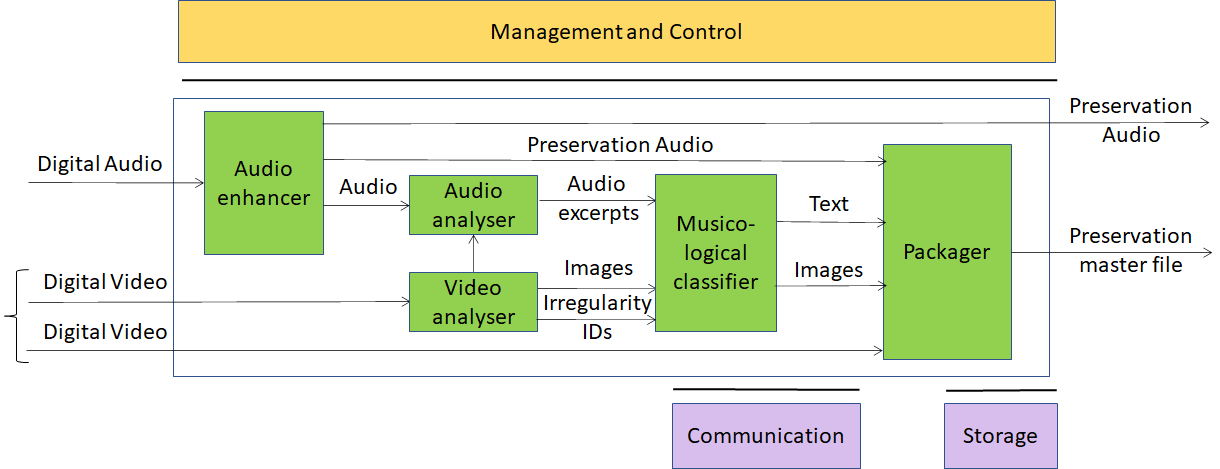 Management and Control
Preservation
Audio
Preservation Audio
Digital Audio
Audio
enhancer
Audio
Audio
analyser
Audio
excerpts
Musico-
logical
classifier
Text
Images
Packager
Preservation
master file
Digital Video
Digital Video
Video
analyser
Images
Irregularity
IDs
Communication
Storage